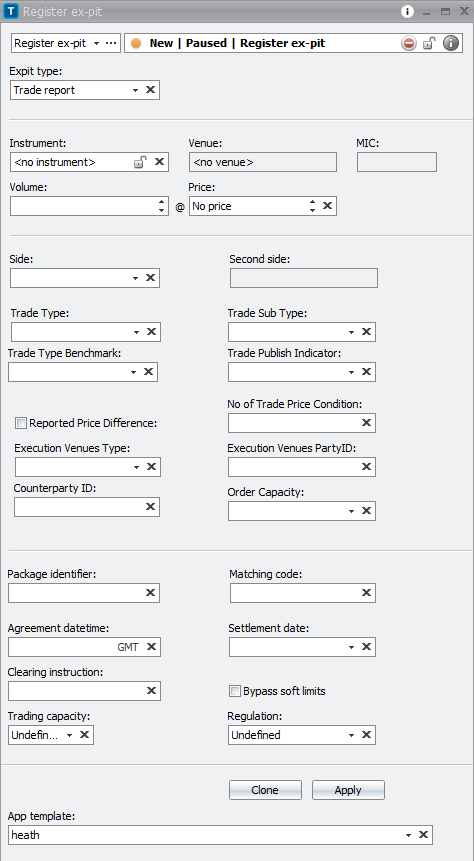 T Register ex-pit i
Register ex-pit ... New | Paused | Register ex-pit i
Expit type:
Trade report
Instrument: Venue: MIC:
<no instrument> <no venue>
Volume: Price:
@ No price
Side: Second side:
Trade Type: Trade Sub Type:
Trade Type Benchmark: Trade Publish Indicator:
No of Trade Price Condition:
Reported Price Difference:
Execution Venues Type: Execution Venues PartyID:
Counterparty ID: Order Capacity:
Package identifier: Matching code:
Agreement datetime: Settlement date:
GMT
Clearing instruction:
Bypass soft limits
Trading capacity: Regulation:
Undefin... Undefined
Clone Apply
App template:
heath